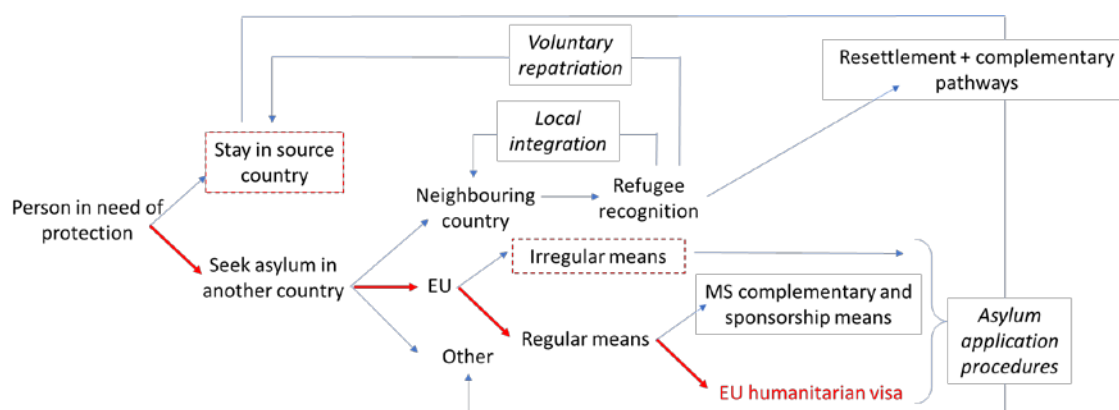 Voluntary
repatriation
Resettlement + complementary
pathways
Local
integration
Stay in source
country
Neighbouring
country
Refugee
recognition
Person in need of
protection
Irregular means
Seek asylum in
another country
EU
MS complementary and
sponsorship means
Asylum
application
procedures
Regular means
Other
EU humanitarian visa